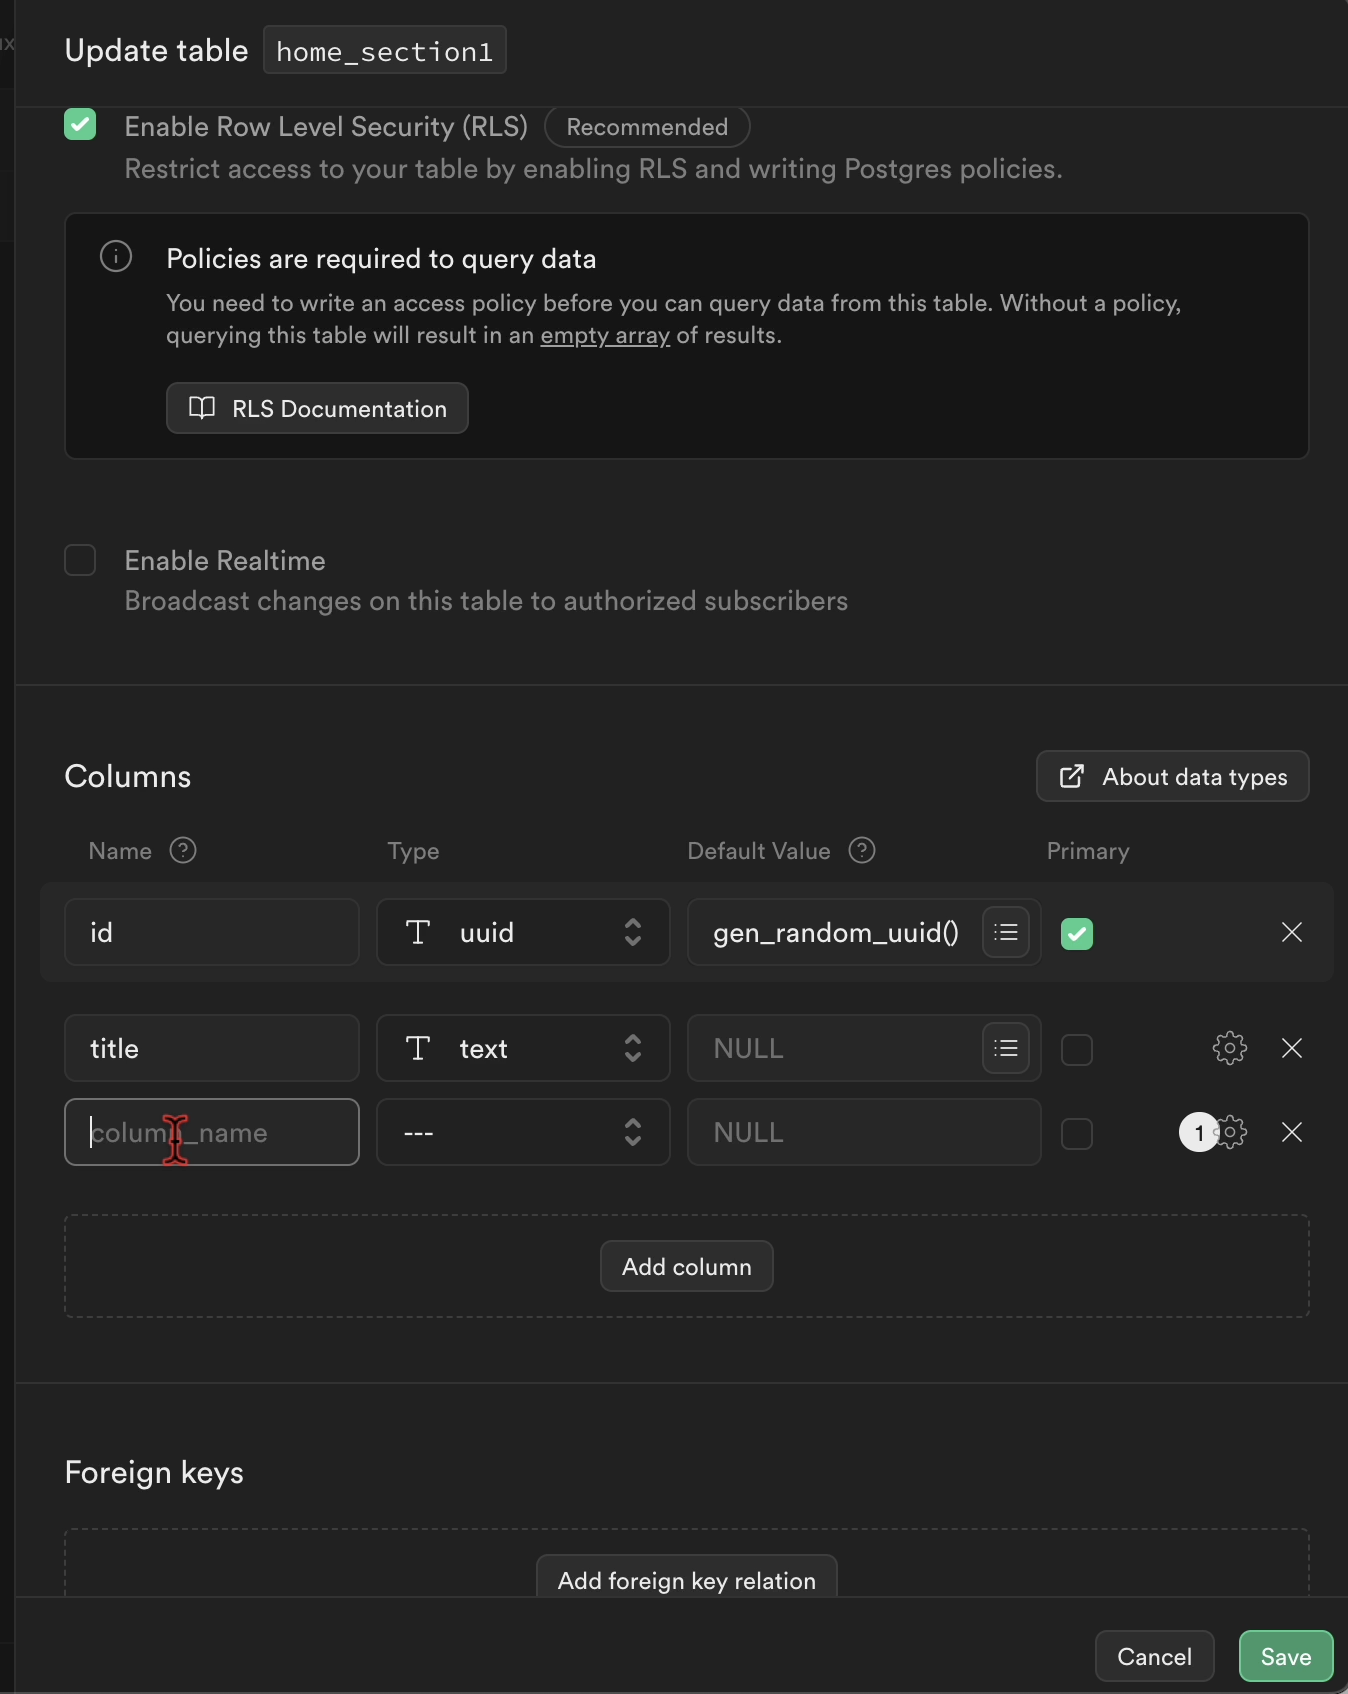 Update table home_section1
Enable Row Level Security (RLS) Recommended
Restrict access to your table by enabling RLS and writing Postgres policies.
Policies are required to query data
You need to write an access policy before you can query data from this table. Without a policy,
querying this table will result in an empty array of results.
RLS Documentation
Enable Realtime
Broadcast changes on this table to authorized subscribers
Columns About data types
Name Type Default Value Primary
id uuid gen_random_uuid()
title text NULL
column_name --- NULL 1
Add column
Foreign keys
Add foreign key relation
Cancel Save